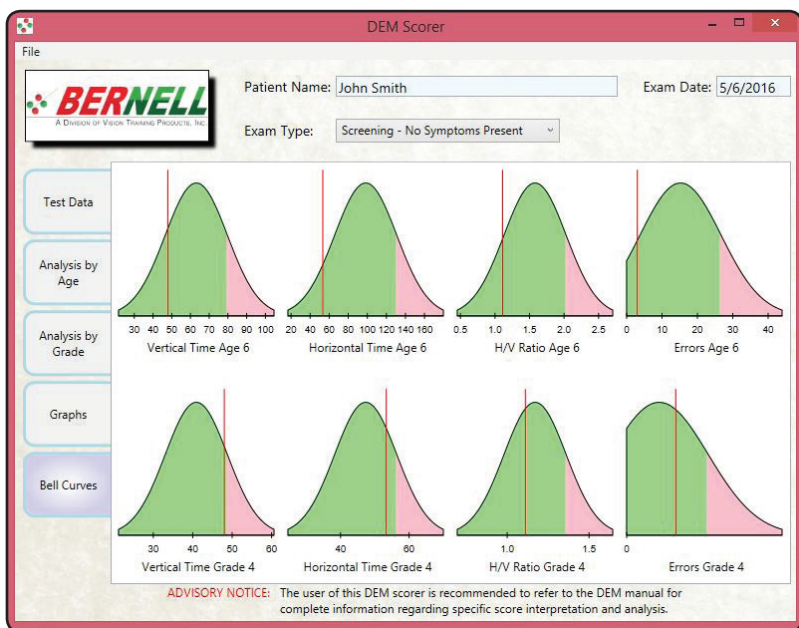 DEM Scorer
File
BERNELL
A DIVISION OF VISION TRAINING PRODUCTS, INC.
Patient Name: John Smith
Exam Date: 5/6/2016
Exam Type: Screening - No Symptoms Present
Test Data
Analysis by
Age
Analysis by
Grade
Graphs
Bell Curves
30 40 50 60 70 80 90 100
Vertical Time Age 6
20 40 60 80 100 120 140 160
Horizontal Time Age 6
0.5 1.0 1.5 2.0 2.5
H/V Ratio Age 6
0 10 20 30 40
Errors Age 6
30 40 50 60
Vertical Time Grade 4
40 60
Horizontal Time Grade 4
1.0 1.5
H/V Ratio Grade 4
0
Errors Grade 4
ADVISORY NOTICE: The user of this DEM scorer is recommended to refer to the DEM manual for
complete information regarding specific score interpretation and analysis.